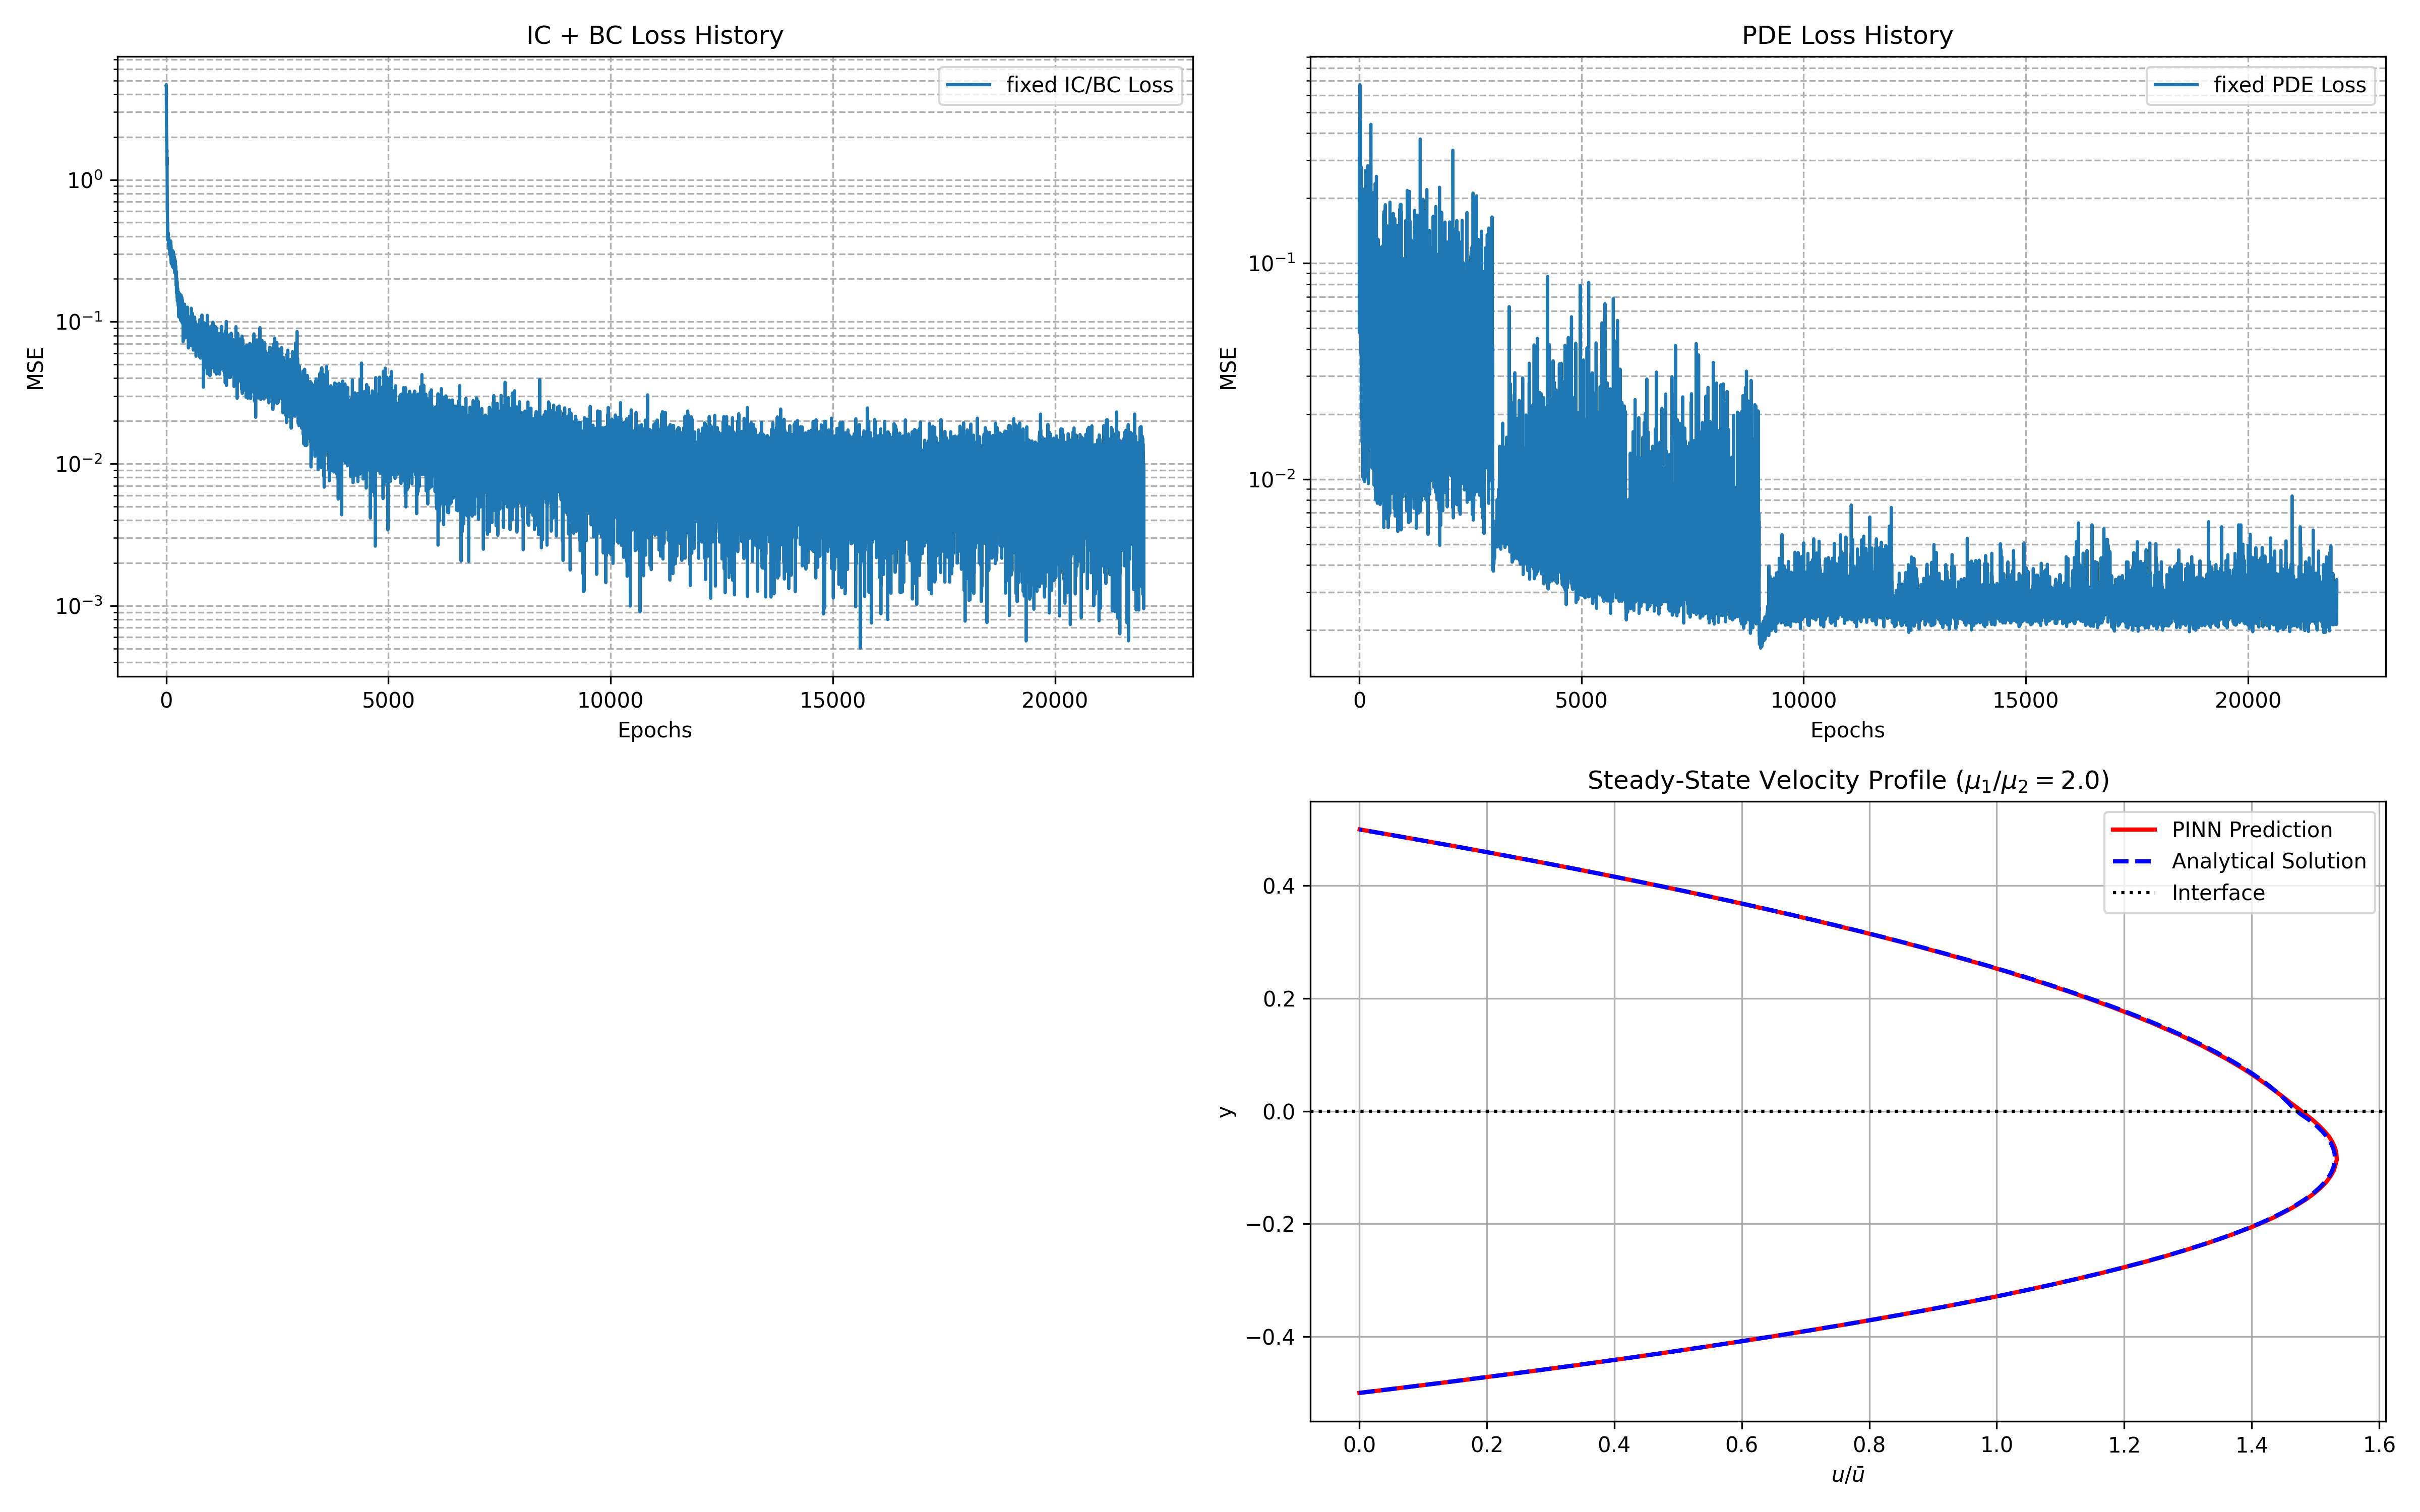 IC + BC Loss History
fixed IC/BC Loss
MSE
10⁰
10⁻¹
10⁻²
10⁻³
0 5000 10000 15000 20000
Epochs
PDE Loss History
fixed PDE Loss
MSE
10⁻¹
10⁻²
0 5000 10000 15000 20000
Epochs
Steady-State Velocity Profile (μ₁/μ₂ = 2.0)
PINN Prediction
Analytical Solution
Interface
y
0.4
0.2
0.0
−0.2
−0.4
0.0 0.2 0.4 0.6 0.8 1.0 1.2 1.4 1.6
u/ū